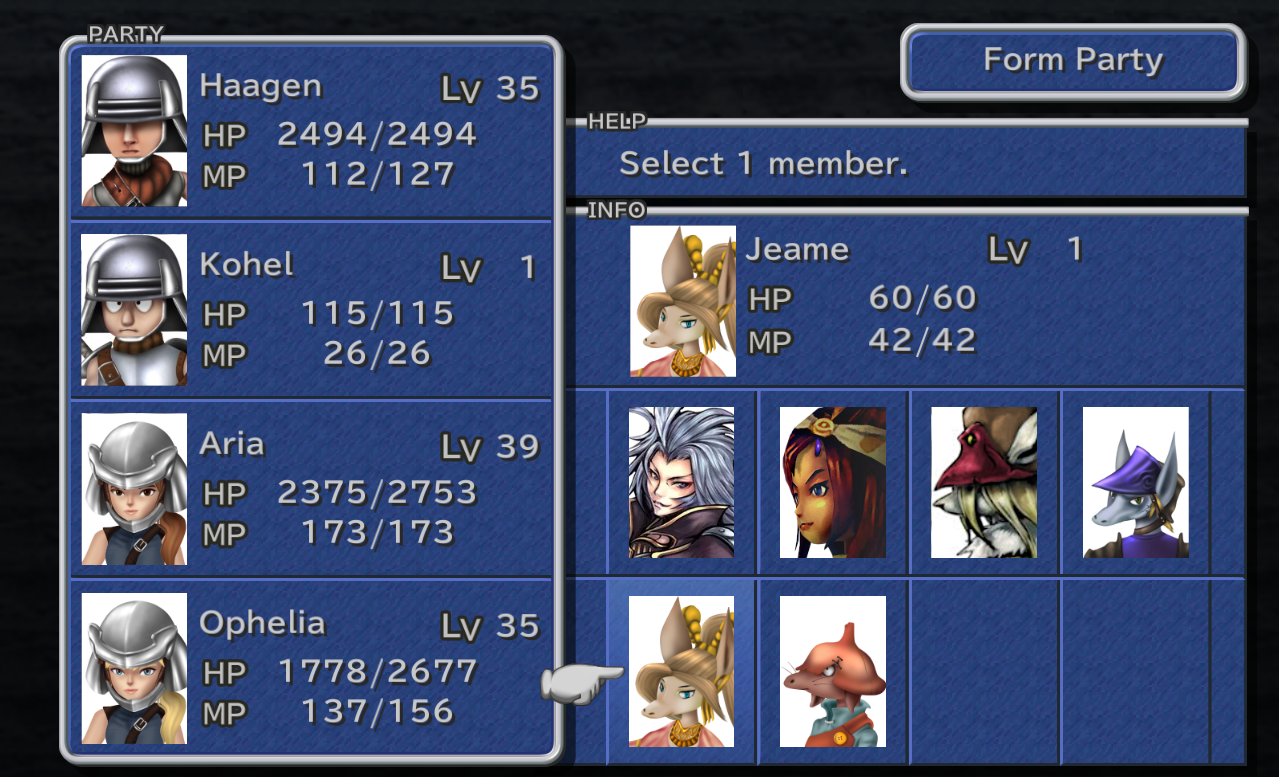 PARTY
Haagen Lv 35
HP 2494/2494
MP 112/127
Kohel Lv 1
HP 115/115
MP 26/26
Aria Lv 39
HP 2375/2753
MP 173/173
Ophelia Lv 35
HP 1778/2677
MP 137/156
Form Party
HELP
Select 1 member.
INFO
Jeame Lv 1
HP 60/60
MP 42/42